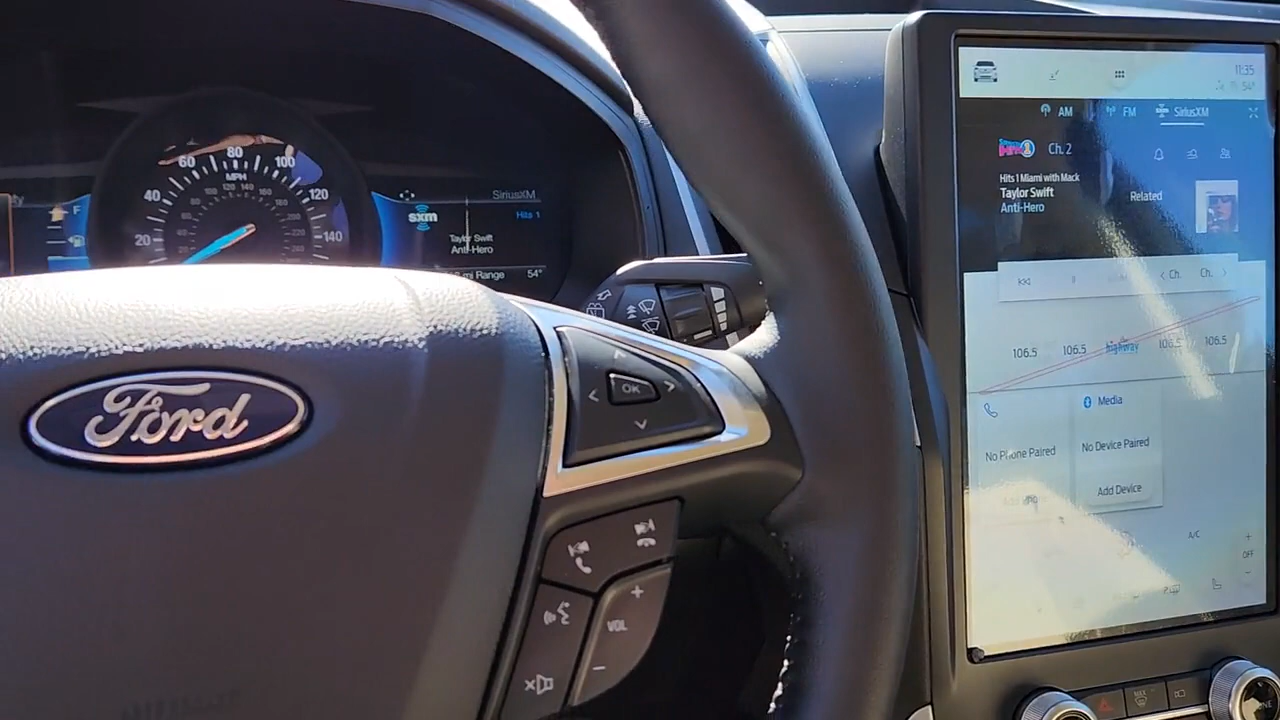 60 80 100
MPH
40 120
20 140
F
SiriusXM
sxm
Hits 1
Taylor Swift
Anti-Hero
mi Range 54°
Ford
OK
VOL
11:35
54°
AM FM SiriusXM
Ch. 2
Hits 1 Miami with Mack
Taylor Swift
Anti-Hero
Related
Ch. Ch.
106.5 106.5 highway 106.5 106.5
Media
No Phone Paired
No Device Paired
Add Device
A/C
OFF
MAX